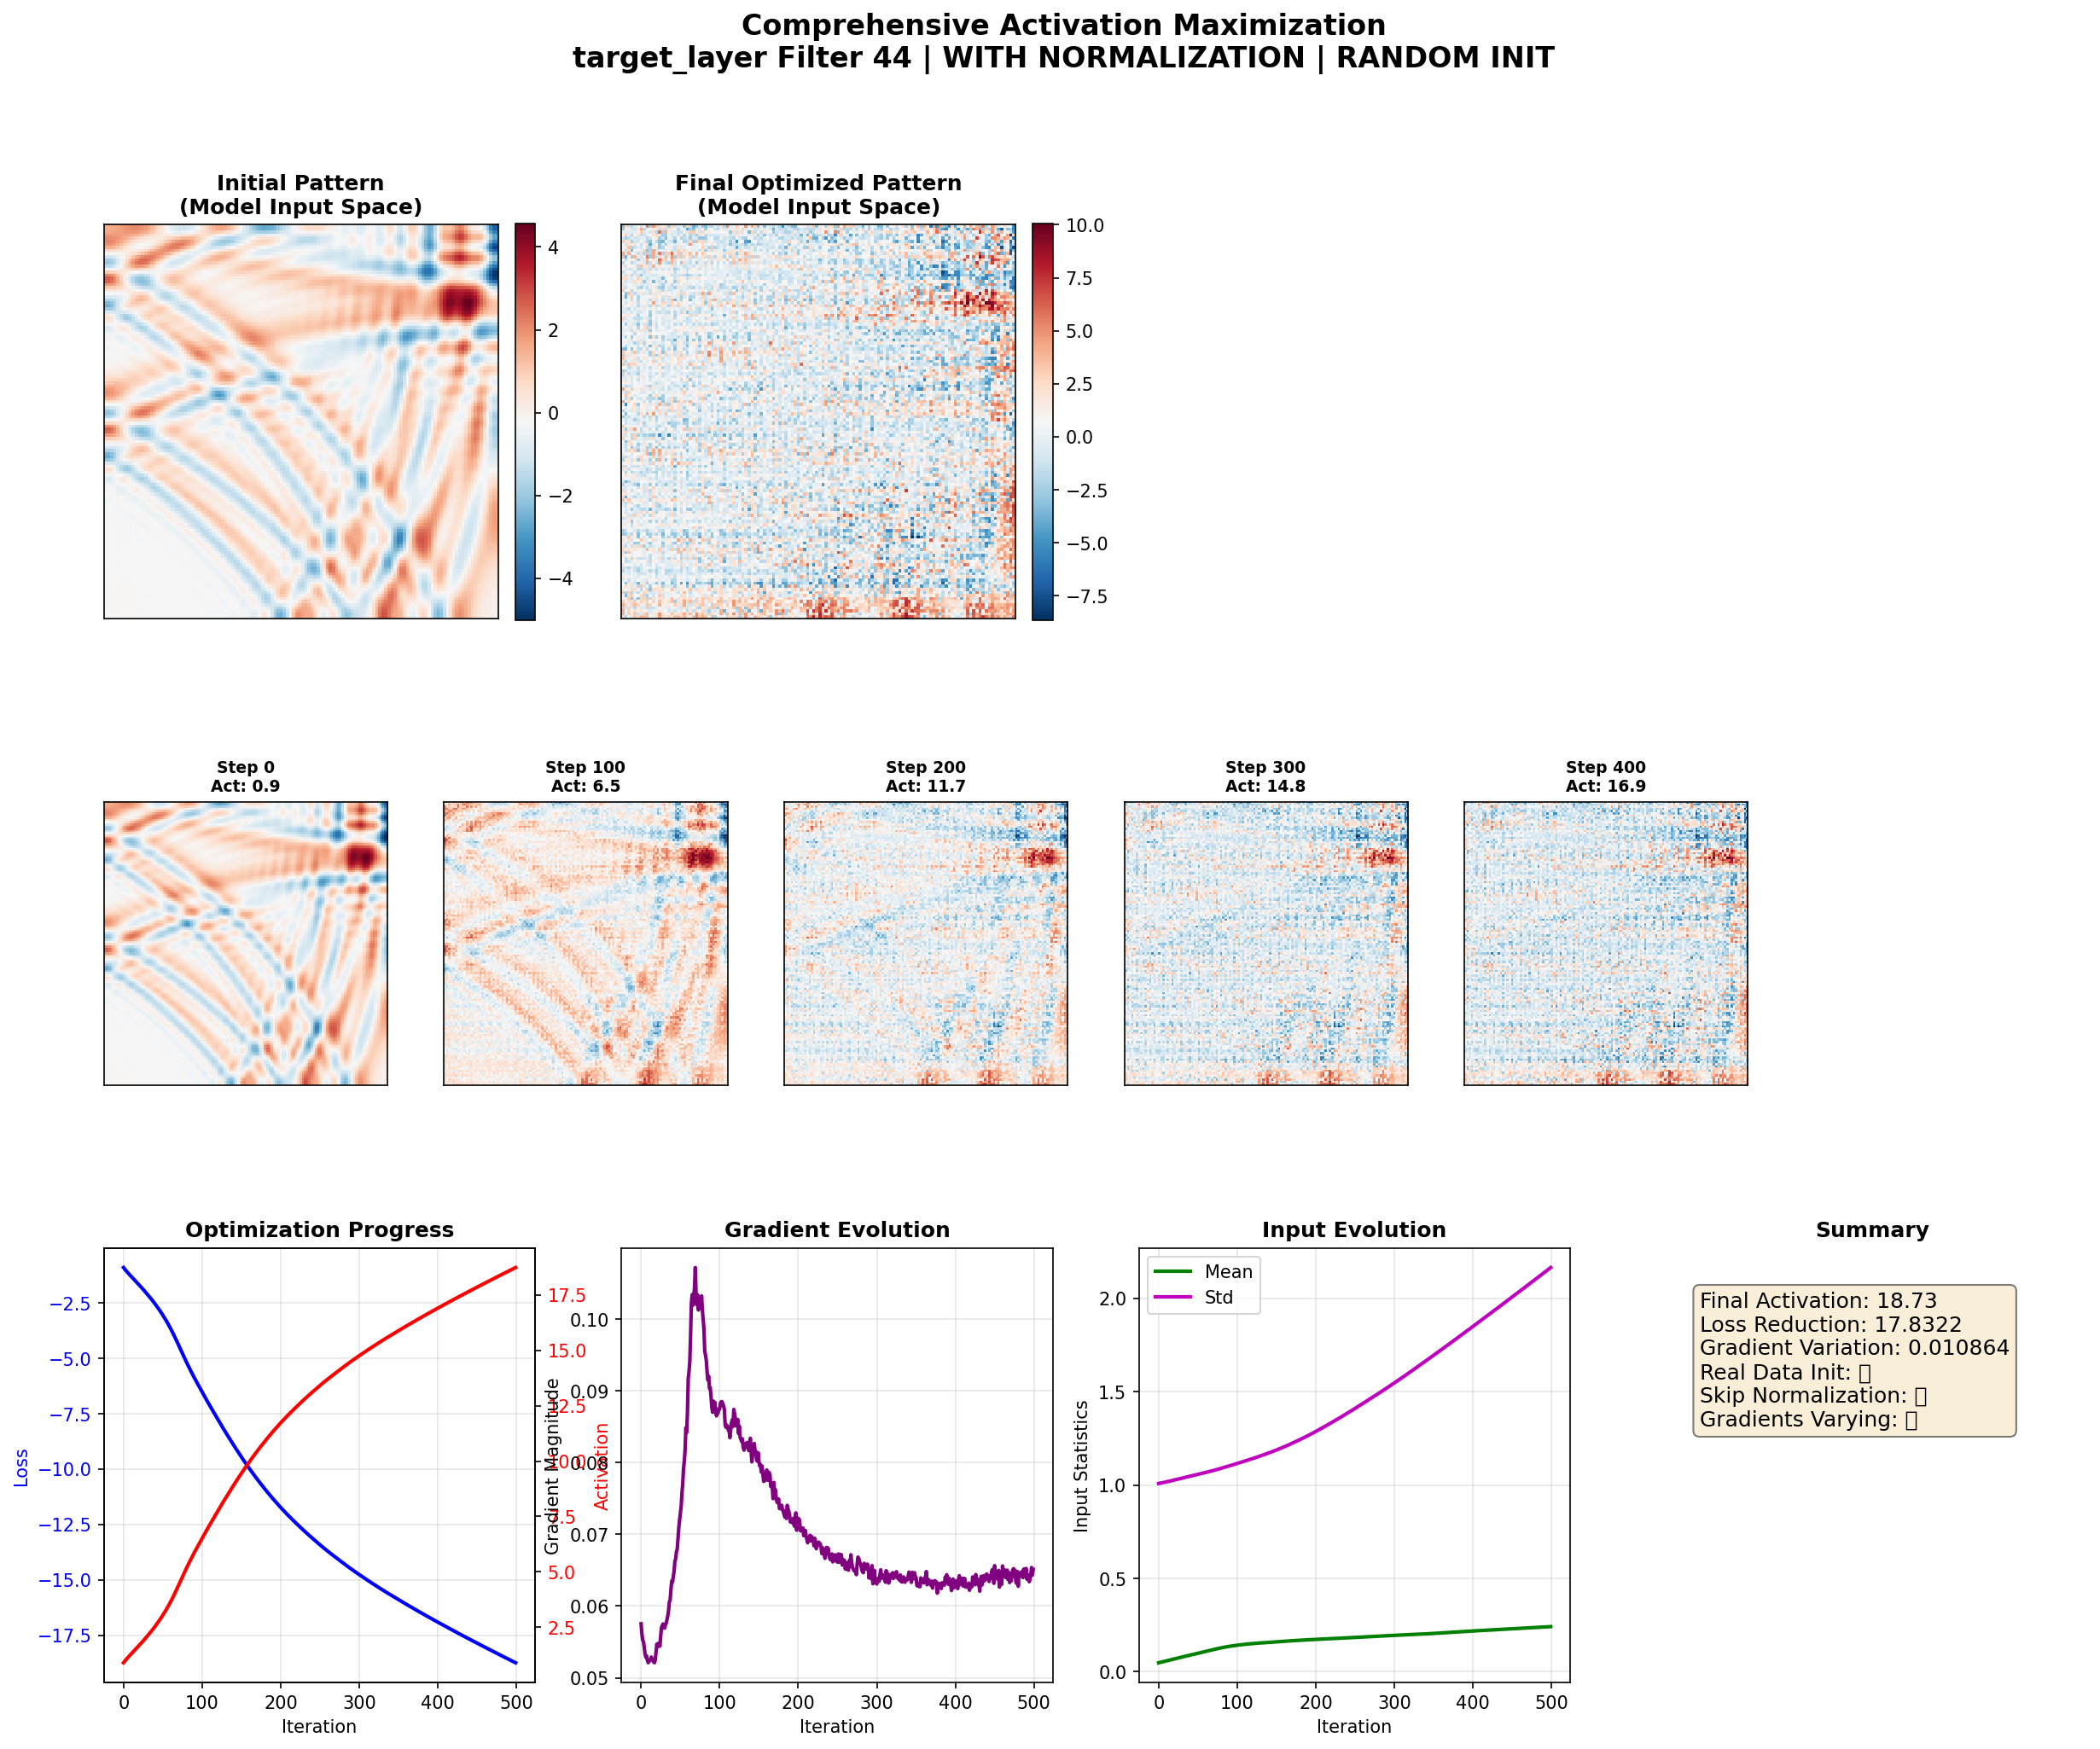 Comprehensive Activation Maximization
target_layer Filter 44 | WITH NORMALIZATION | RANDOM INIT
Initial Pattern
(Model Input Space)
4
2
0
−2
−4
Final Optimized Pattern
(Model Input Space)
10.0
7.5
5.0
2.5
0.0
−2.5
−5.0
−7.5
Step 0
Act: 0.9
Step 100
Act: 6.5
Step 200
Act: 11.7
Step 300
Act: 14.8
Step 400
Act: 16.9
Optimization Progress
Loss
−2.5
−5.0
−7.5
−10.0
−12.5
−15.0
−17.5
0 100 200 300 400 500
Iteration
17.5
15.0
12.5
10.0
7.5
5.0
2.5
Activation
Gradient Evolution
Gradient Magnitude
0.10
0.09
0.08
0.07
0.06
0.05
0 100 200 300 400 500
Iteration
Input Evolution
Mean
Std
Input Statistics
2.0
1.5
1.0
0.5
0.0
0 100 200 300 400 500
Iteration
Summary
Final Activation: 18.73
Loss Reduction: 17.8322
Gradient Variation: 0.010864
Real Data Init:
Skip Normalization:
Gradients Varying: